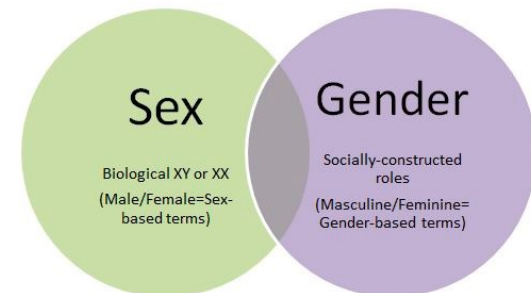 Sex
Biological XY or XX
(Male/Female=Sex-
based terms)
Gender
Socially-constructed
roles
(Masculine/Feminine=
Gender-based terms)